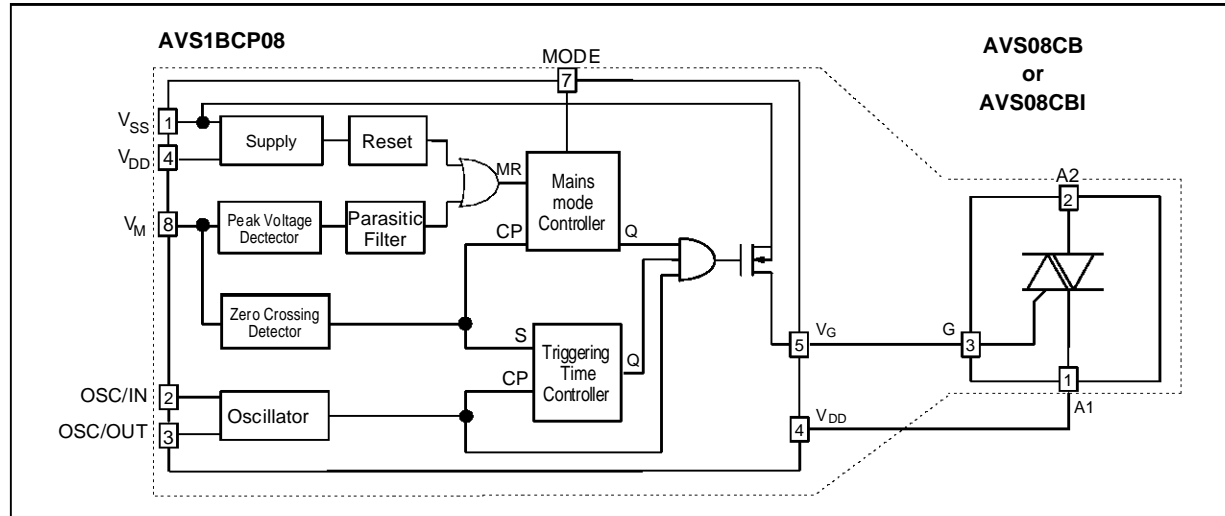 AVS1BCP08
AVS08CB
or
AVS08CBI
MODE
7
VSS
1
VDD
4
VM
8
Supply
Reset
MR
Mains
mode
Controller
Peak Voltage
Dectector
Parasitic
Filter
CP
Q
Zero Crossing
Detector
S
CP
Triggering
Time
Controller
Q
OSC/IN
2
OSC/OUT
3
Oscillator
5
VG
4
VDD
A2
2
G
3
1
A1